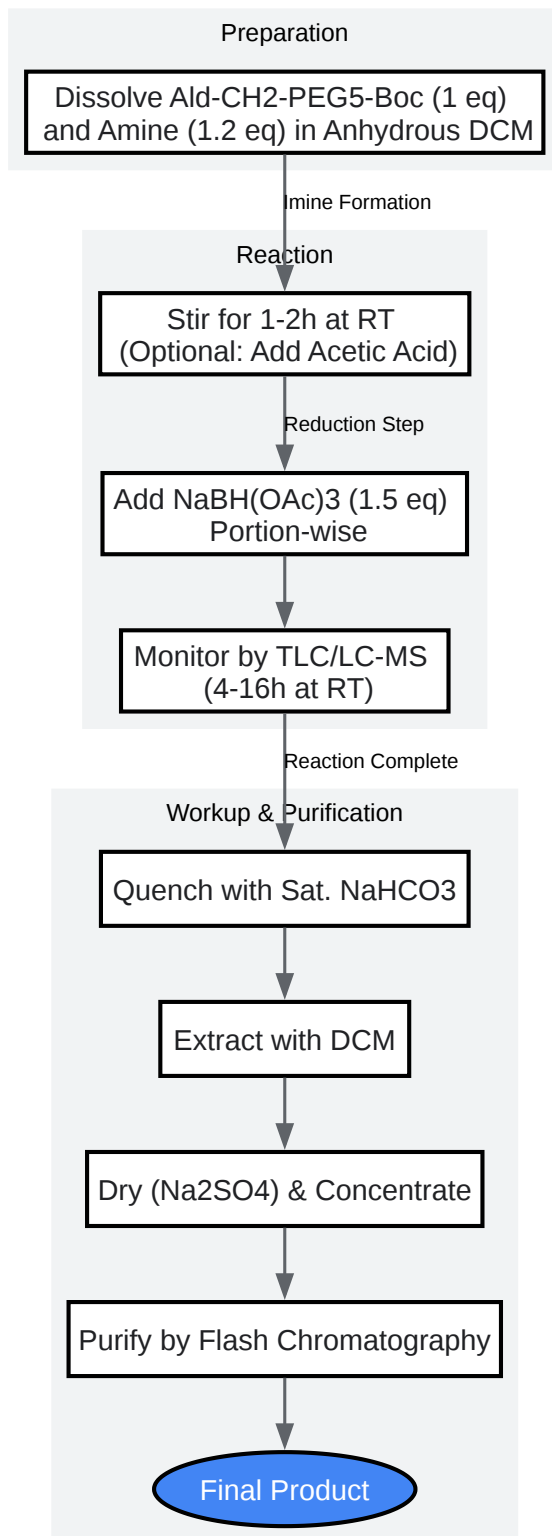 Preparation
Dissolve Ald-CH2-PEG5-Boc (1 eq)
and Amine (1.2 eq) in Anhydrous DCM
Imine Formation
Reaction
Stir for 1-2h at RT
(Optional: Add Acetic Acid)
Reduction Step
Add NaBH(OAc)3 (1.5 eq)
Portion-wise
Monitor by TLC/LC-MS
(4-16h at RT)
Reaction Complete
Workup & Purification
Quench with Sat. NaHCO3
Extract with DCM
Dry (Na2SO4) & Concentrate
Purify by Flash Chromatography
Final Product